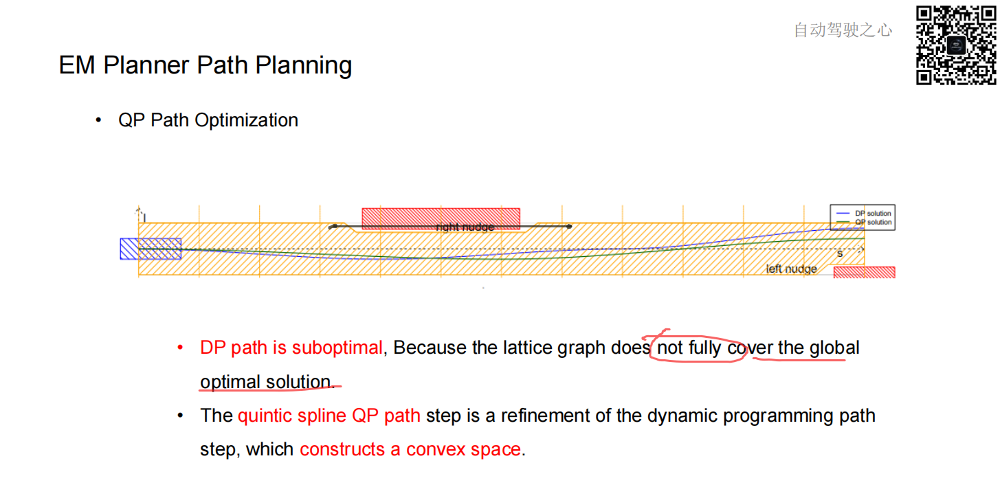 自动驾驶之心
EM Planner Path Planning
• QP Path Optimization
l
DP solution
QP solution
right nudge
s
left nudge
• DP path is suboptimal, Because the lattice graph does not fully cover the global
optimal solution.
• The quintic spline QP path step is a refinement of the dynamic programming path
step, which constructs a convex space.